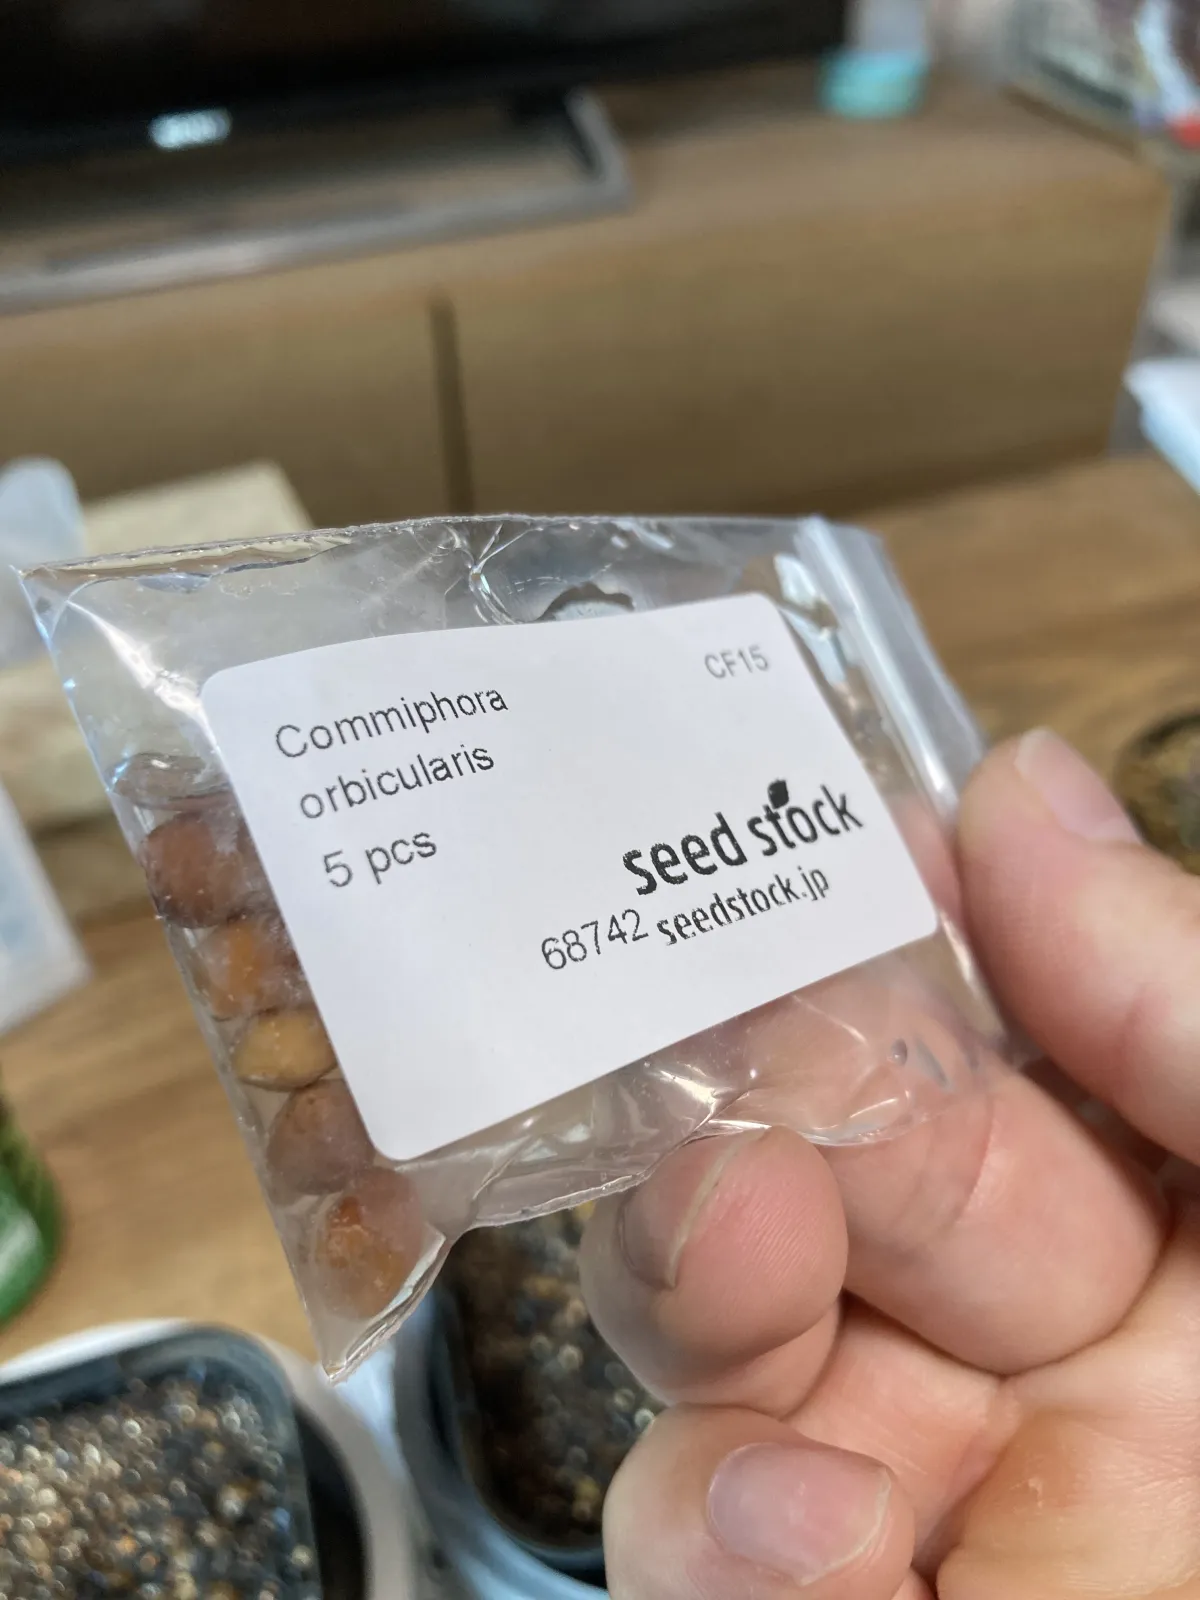 CF15
Commiphora
orbicularis
5 pcs
seed stock
68742 seedstock.jp